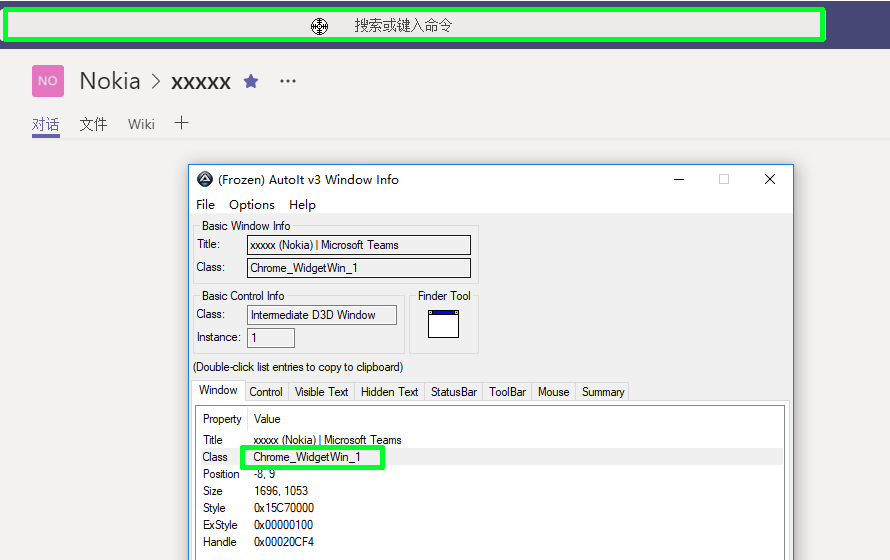 搜索或键入命令
NO Nokia > xxxxx ★ ···
对话 文件 Wiki +
(Frozen) AutoIt v3 Window Info
File Options Help
Basic Window Info
Title: xxxxx (Nokia) | Microsoft Teams
Class: Chrome_WidgetWin_1
Basic Control Info Finder Tool
Class: Intermediate D3D Window
Instance: 1
(Double-click list entries to copy to clipboard)
Window Control Visible Text Hidden Text StatusBar ToolBar Mouse Summary
Property Value
Title xxxxx (Nokia) | Microsoft Teams
Class Chrome_WidgetWin_1
Position -8, 9
Size 1696, 1053
Style 0x15C70000
ExStyle 0x00000100
Handle 0x00020CF4